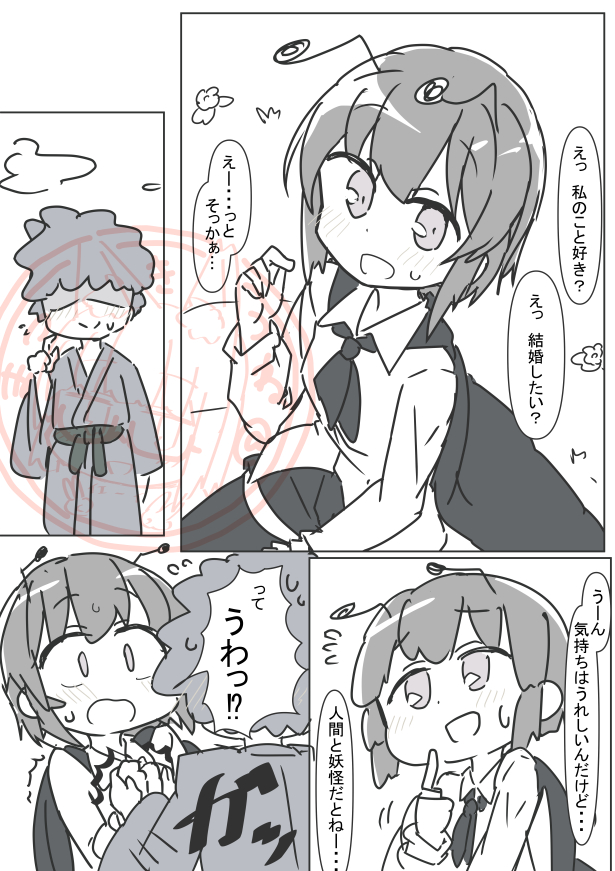 えっ 私のこと好き?
えっ 結婚したい?
えー・・・っと
そっかぁ・・・
うーん
気持ちはうれしいんだけど・・・
人間と妖怪だとねー・・・
って
うわっ!?
ガッ